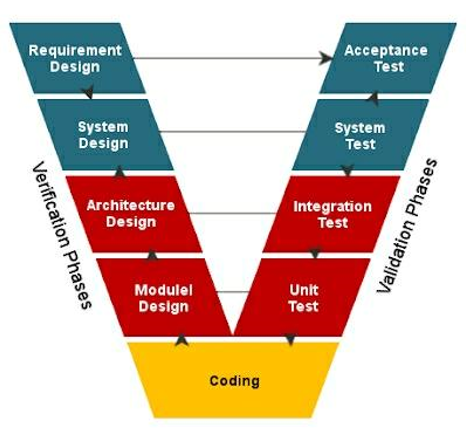 Requirement
Design
Acceptance
Test
System
Design
System
Test
Architecture
Design
Integration
Test
Modulel
Design
Unit
Test
Coding
Verification Phases
Validation Phases